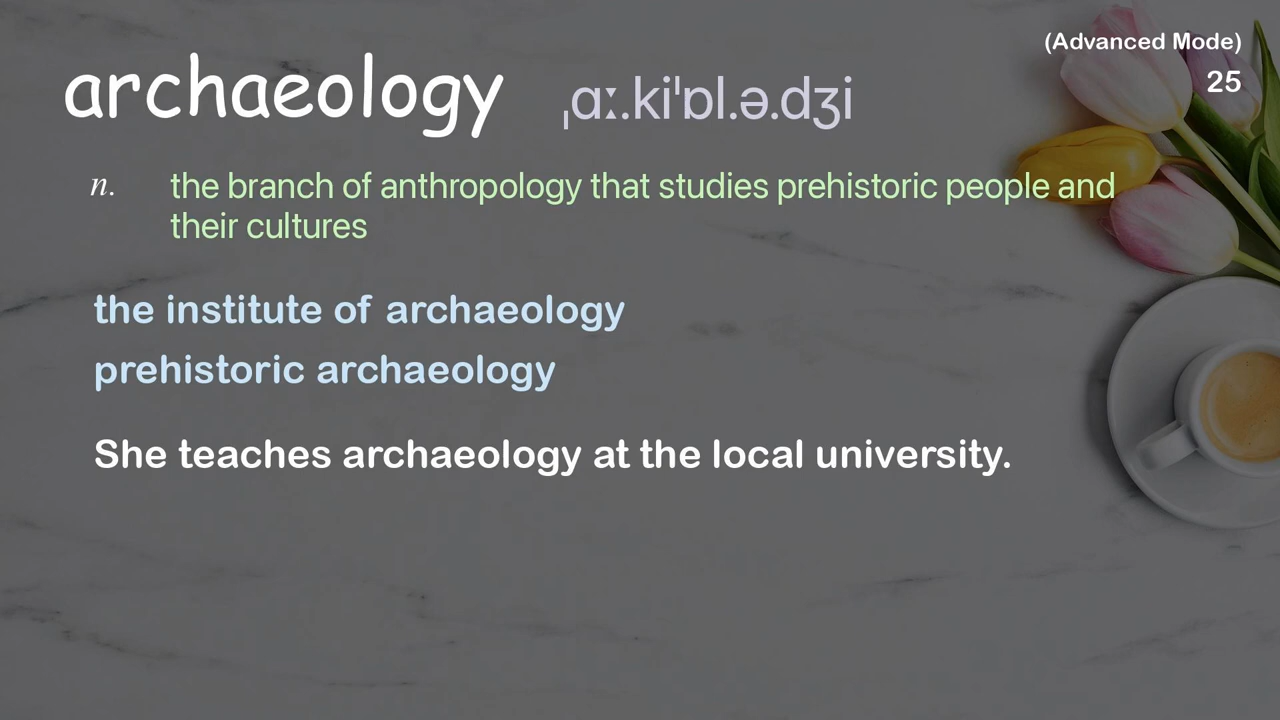 (Advanced Mode)
archaeology ˌɑː.kiˈɒl.ə.dʒi
25
n. the branch of anthropology that studies prehistoric people and
their cultures
the institute of archaeology
prehistoric archaeology
She teaches archaeology at the local university.